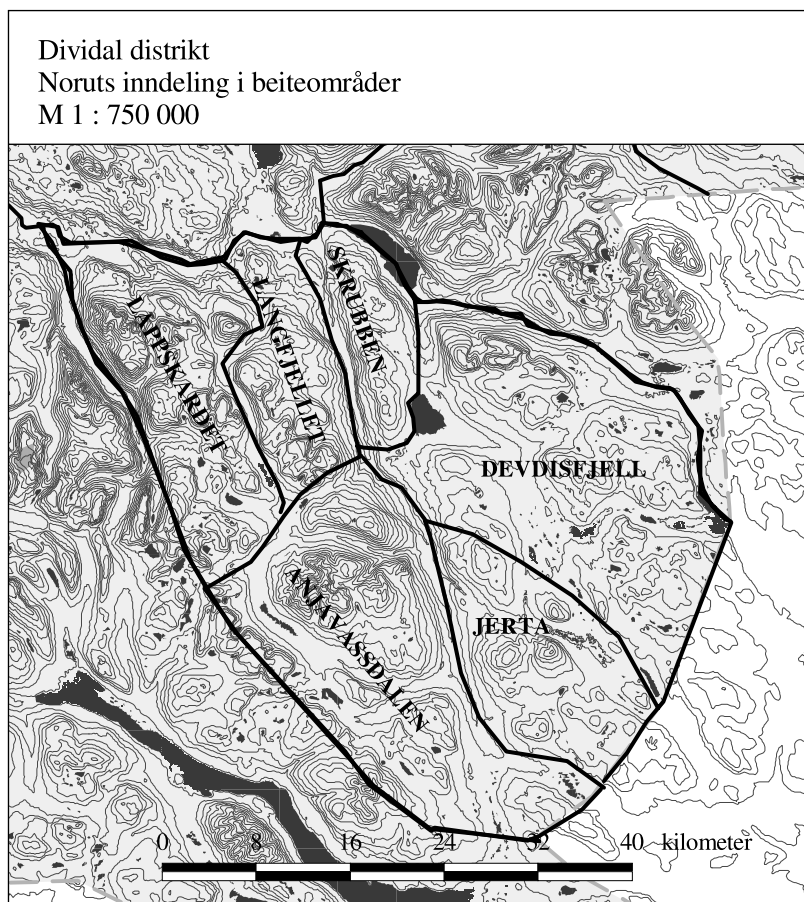 Dividal distrikt
Noruts inndeling i beiteområder
M 1 : 750 000
SKRUBBEN
LANGFJELLET
LAPPSKARDET
DEVDISFJELL
ANJAVASSDALEN
JERTA
0 8 16 24 32 40 kilometer